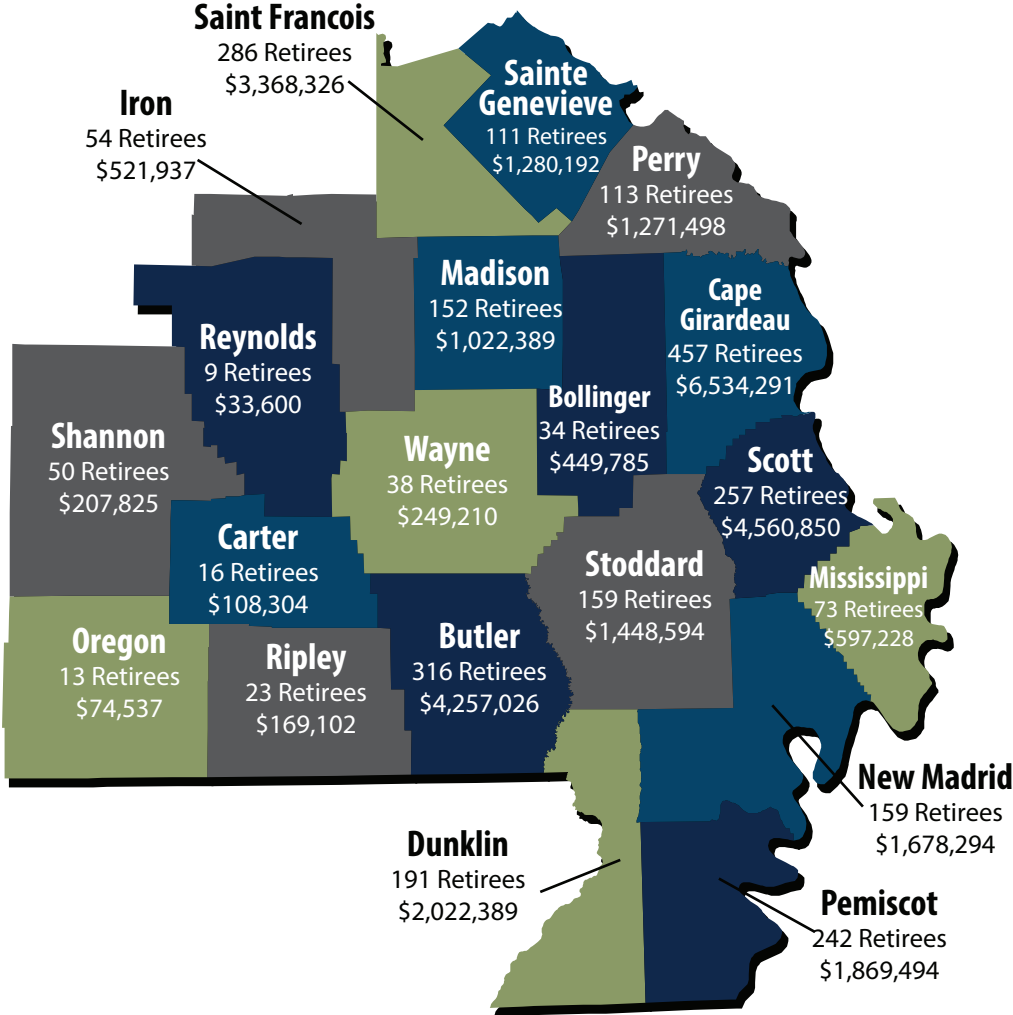 Saint Francois
286 Retirees
$3,368,326
Sainte
Genevieve
111 Retirees
$1,280,192
Iron
54 Retirees
$521,937
Perry
113 Retirees
$1,271,498
Madison
152 Retirees
$1,022,389
Cape
Girardeau
457 Retirees
$6,534,291
Reynolds
9 Retirees
$33,600
Bollinger
34 Retirees
$449,785
Shannon
50 Retirees
$207,825
Wayne
38 Retirees
$249,210
Scott
257 Retirees
$4,560,850
Carter
16 Retirees
$108,304
Stoddard
159 Retirees
$1,448,594
Mississippi
73 Retirees
$597,228
Oregon
13 Retirees
$74,537
Ripley
23 Retirees
$169,102
Butler
316 Retirees
$4,257,026
New Madrid
159 Retirees
$1,678,294
Dunklin
191 Retirees
$2,022,389
Pemiscot
242 Retirees
$1,869,494